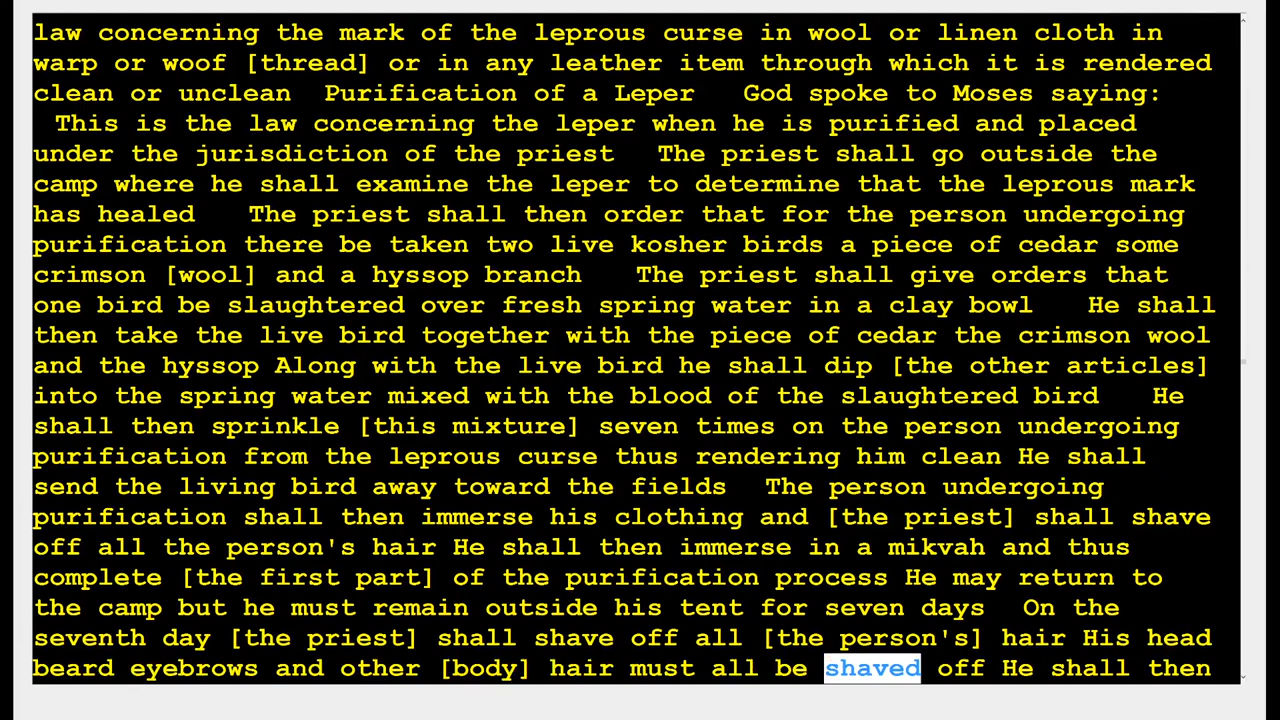 law concerning the mark of the leprous curse in wool or linen cloth in
warp or woof [thread] or in any leather item through which it is rendered
clean or unclean  Purification of a Leper   God spoke to Moses saying:
This is the law concerning the leper when he is purified and placed
under the jurisdiction of the priest   The priest shall go outside the
camp where he shall examine the leper to determine that the leprous mark
has healed   The priest shall then order that for the person undergoing
purification there be taken two live kosher birds a piece of cedar some
crimson [wool] and a hyssop branch   The priest shall give orders that
one bird be slaughtered over fresh spring water in a clay bowl   He shall
then take the live bird together with the piece of cedar the crimson wool
and the hyssop Along with the live bird he shall dip [the other articles]
into the spring water mixed with the blood of the slaughtered bird   He
shall then sprinkle [this mixture] seven times on the person undergoing
purification from the leprous curse thus rendering him clean He shall
send the living bird away toward the fields  The person undergoing
purification shall then immerse his clothing and [the priest] shall shave
off all the person's hair He shall then immerse in a mikvah and thus
complete [the first part] of the purification process He may return to
the camp but he must remain outside his tent for seven days  On the
seventh day [the priest] shall shave off all [the person's] hair His head
beard eyebrows and other [body] hair must all be shaved off He shall then